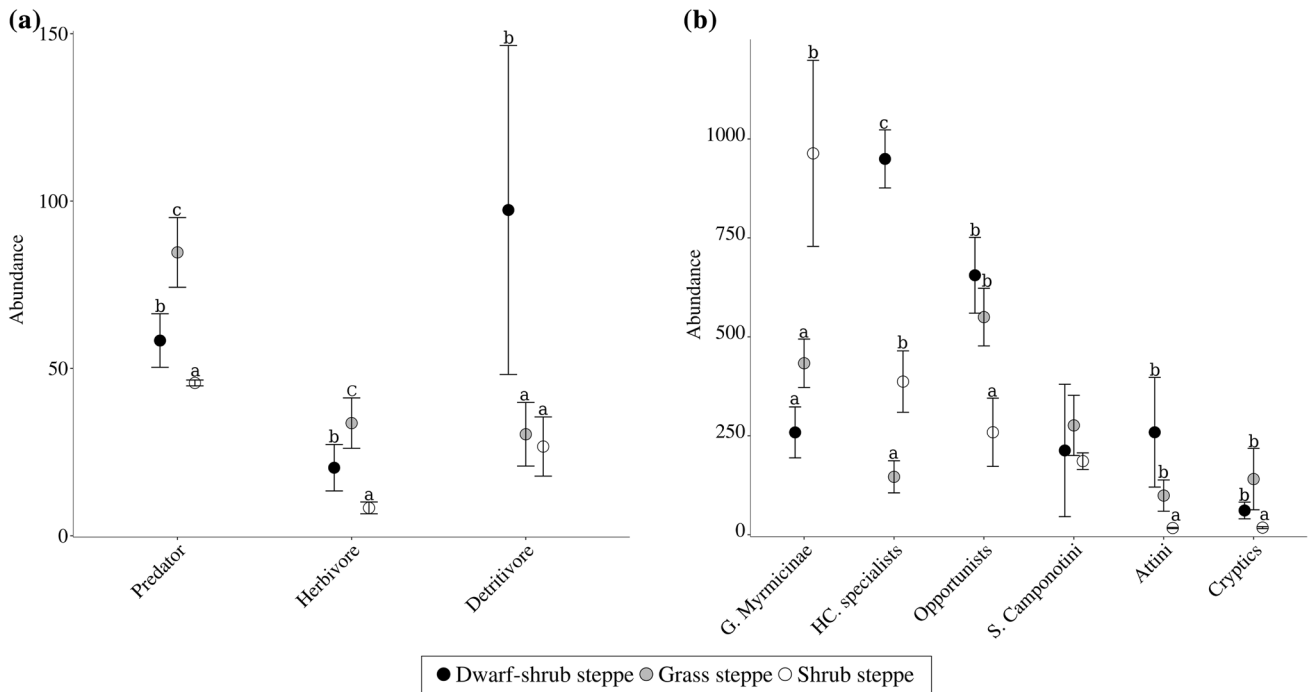 (a)
150
100
50
0
Abundance
b
c
a
b
c
a
b
a
a
Predator
Herbivore
Detritivore
(b)
1000
750
500
250
0
Abundance
a
a
b
c
a
b
b
b
a
b
b
a
b
b
a
G. Myrmicinae
HC. specialists
Opportunists
S. Camponotini
Attini
Cryptics
Dwarf-shrub steppe Grass steppe Shrub steppe